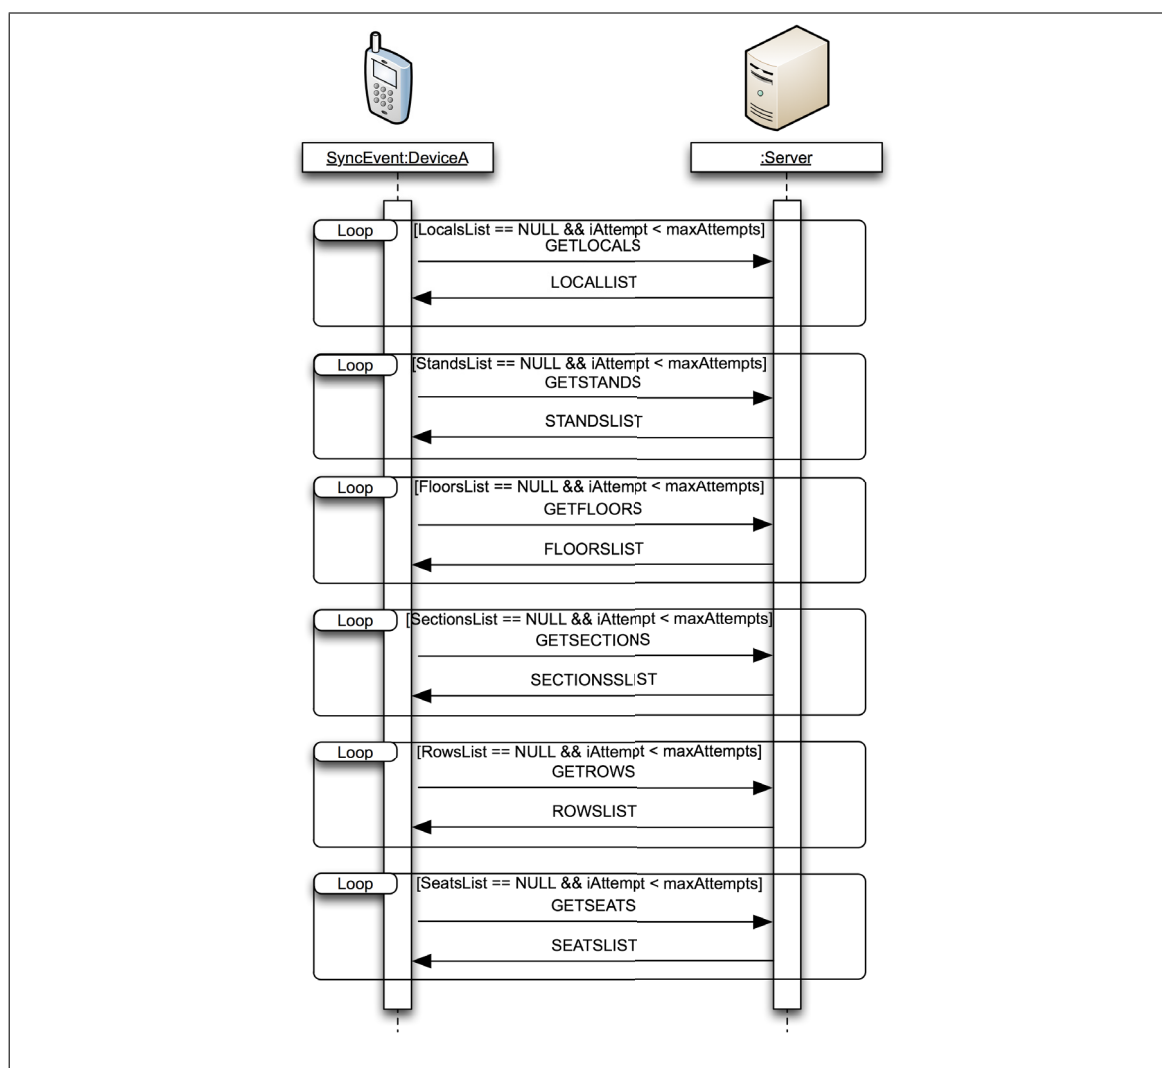 SyncEvent:DeviceA
:Server
Loop
[LocalsList == NULL && iAttempt < maxAttempts]
GETLOCALS
LOCALLIST
Loop
[StandsList == NULL && iAttempt < maxAttempts]
GETSTANDS
STANDSLIST
Loop
[FloorsList == NULL && iAttempt < maxAttempts]
GETFLOORS
FLOORSLIST
Loop
[SectionsList == NULL && iAttempt < maxAttempts]
GETSECTIONS
SECTIONSSLIST
Loop
[RowsList == NULL && iAttempt < maxAttempts]
GETROWS
ROWSLIST
Loop
[SeatsList == NULL && iAttempt < maxAttempts]
GETSEATS
SEATSLIST